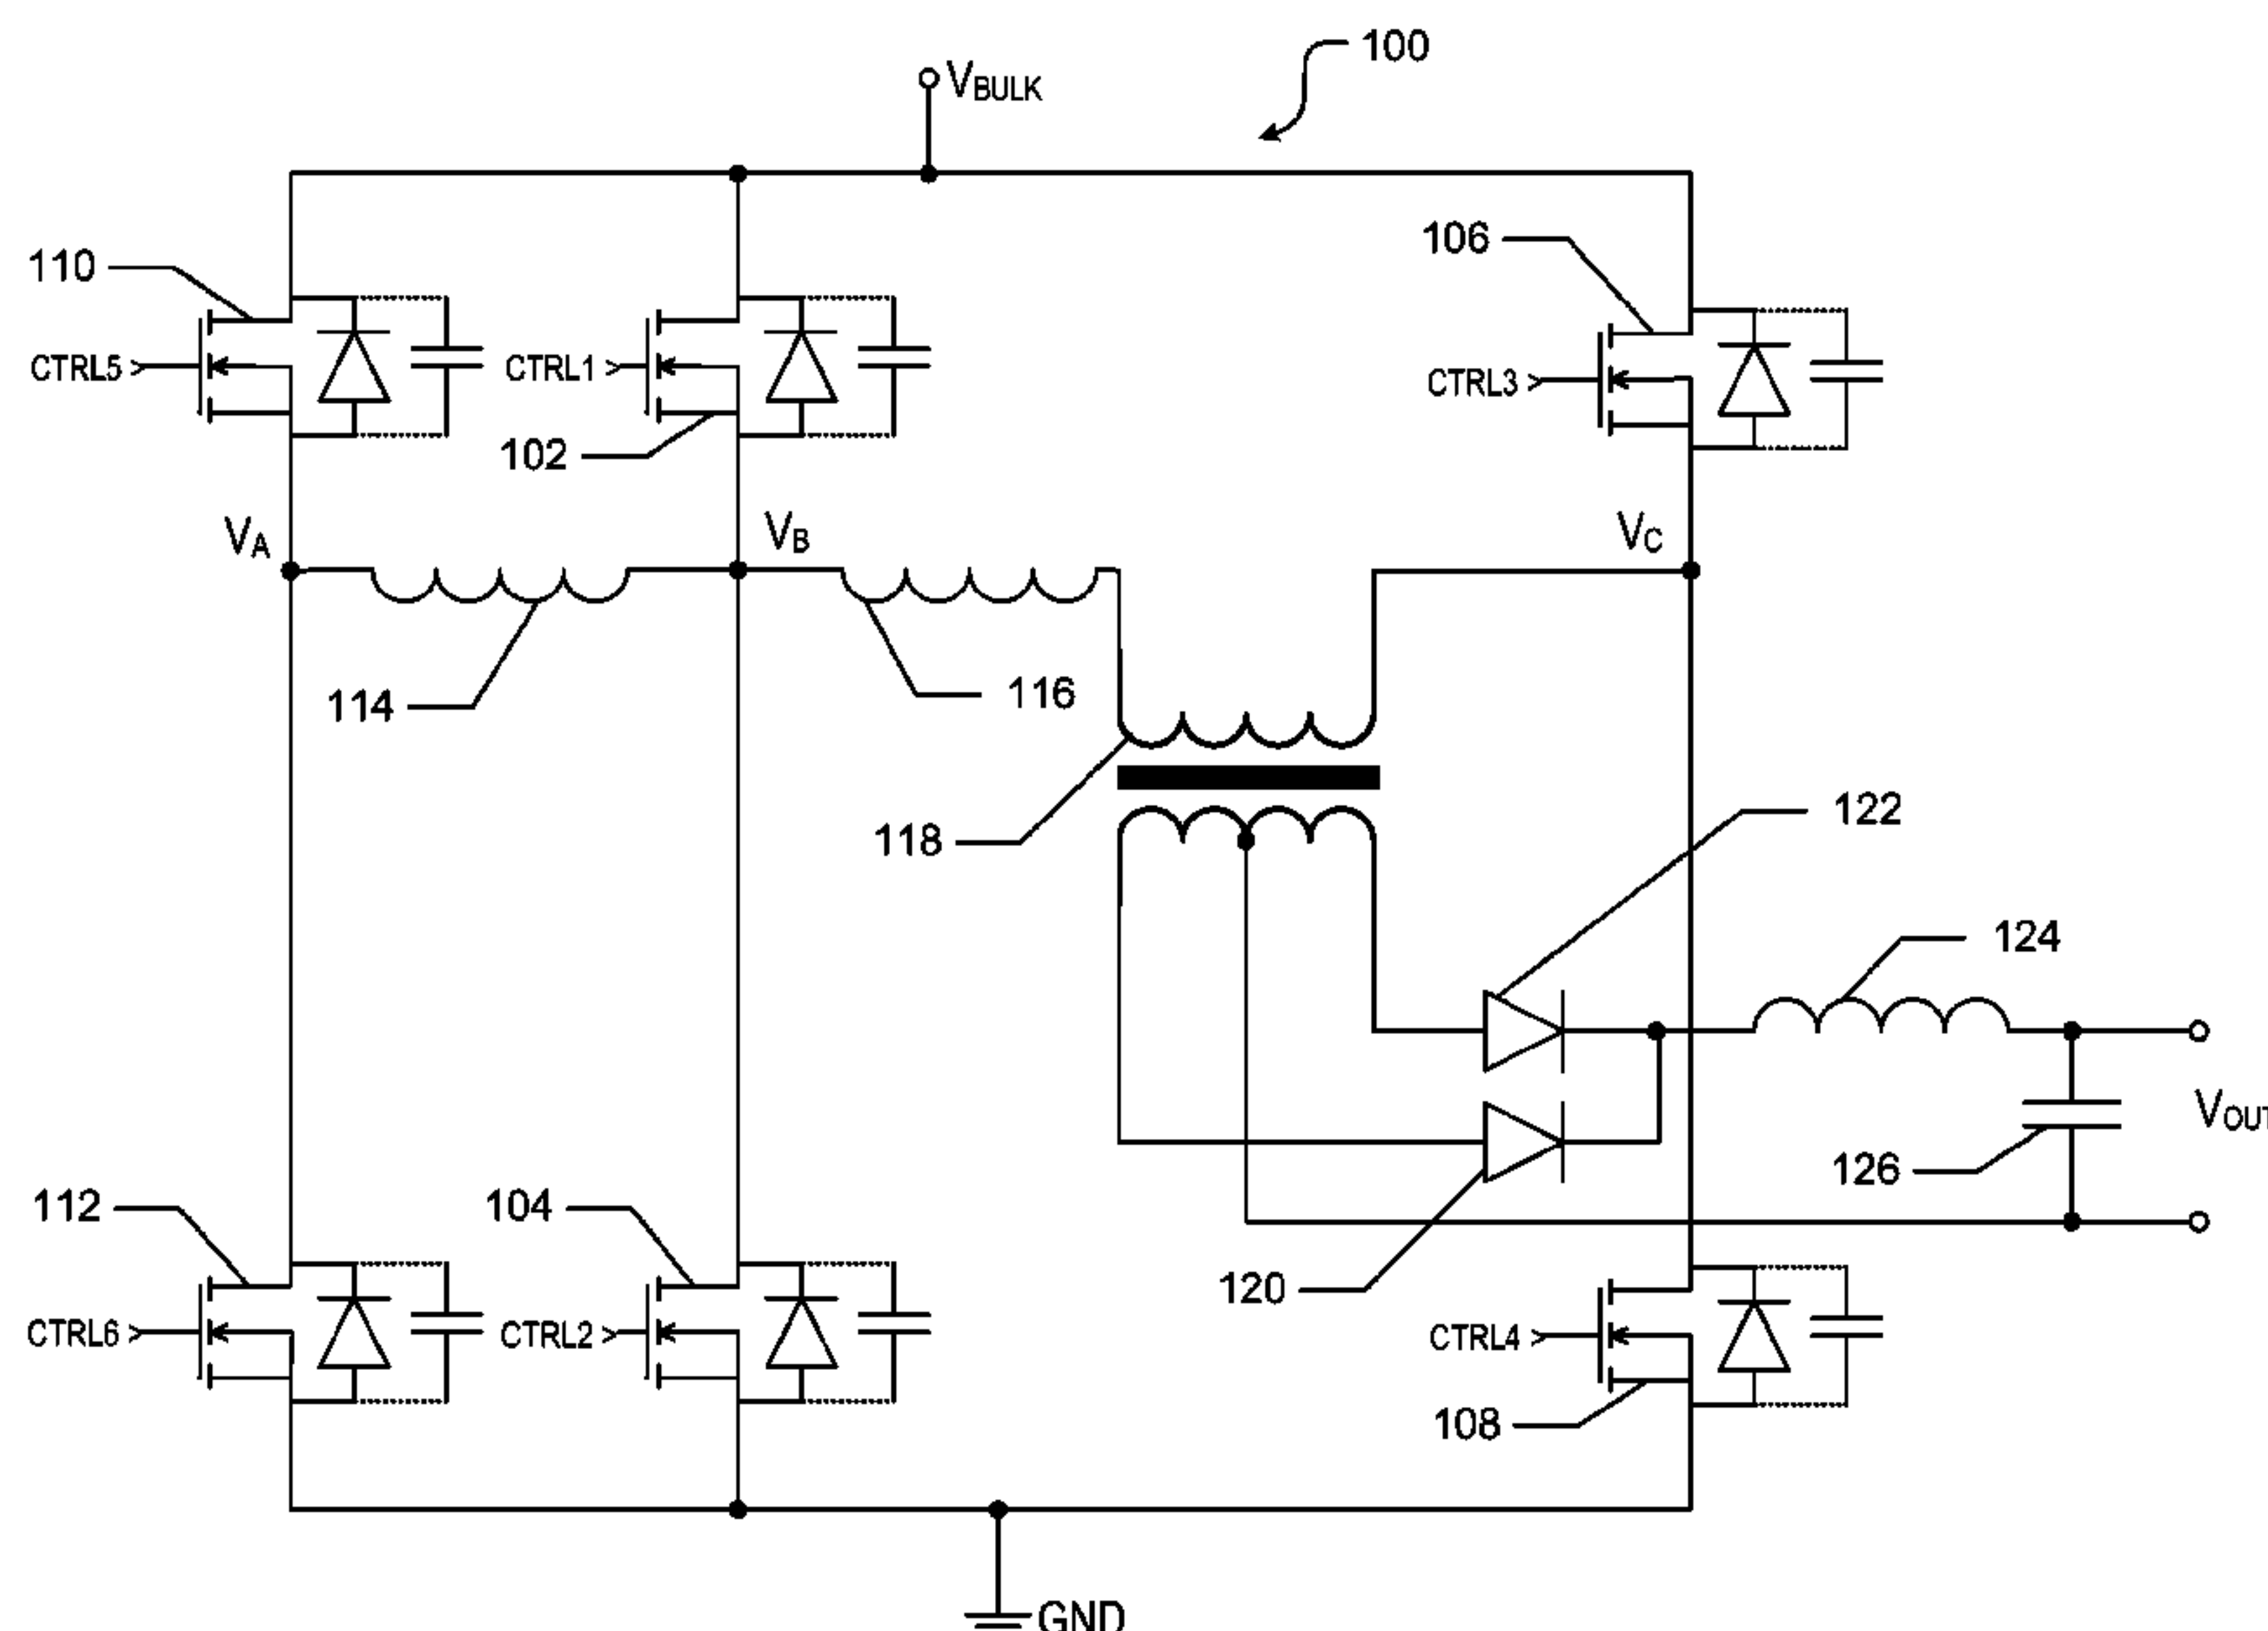 100
VBULK
110
106
CTRL5
CTRL1
CTRL3
102
VA
VB
VC
114
116
118
122
124
VOUT
126
112
104
120
CTRL6
CTRL2
CTRL4
108
GND